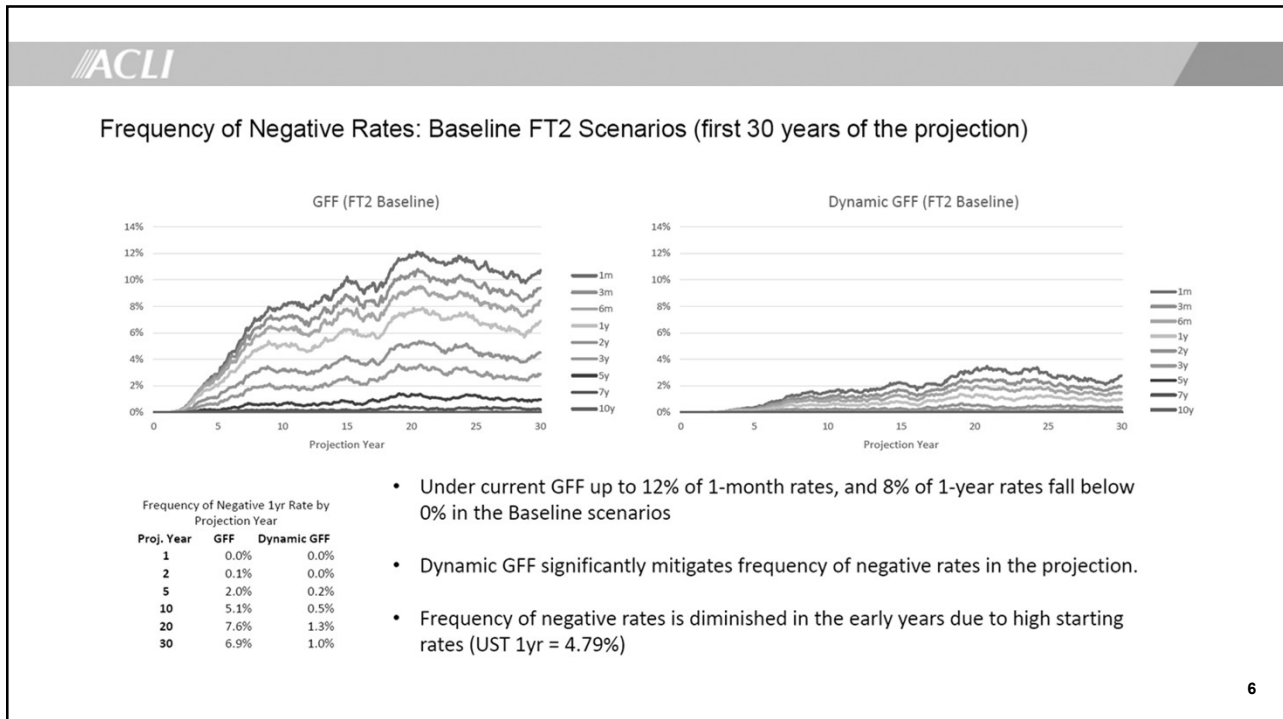 ACLI
Frequency of Negative Rates: Baseline FT2 Scenarios (first 30 years of the projection)
GFF (FT2 Baseline)
14%
12%
10%
8%
6%
4%
2%
0%
0 5 10 15 20 25 30
Projection Year
1m
3m
6m
1y
2y
3y
5y
7y
10y
Dynamic GFF (FT2 Baseline)
14%
12%
10%
8%
6%
4%
2%
0%
0 5 10 15 20 25 30
Projection Year
1m
3m
6m
1y
2y
3y
5y
7y
10y
Frequency of Negative 1yr Rate by
Projection Year
Proj. Year GFF Dynamic GFF
1 0.0% 0.0%
2 0.1% 0.0%
5 2.0% 0.2%
10 5.1% 0.5%
20 7.6% 1.3%
30 6.9% 1.0%
• Under current GFF up to 12% of 1-month rates, and 8% of 1-year rates fall below
0% in the Baseline scenarios
• Dynamic GFF significantly mitigates frequency of negative rates in the projection.
• Frequency of negative rates is diminished in the early years due to high starting
rates (UST 1yr = 4.79%)
6